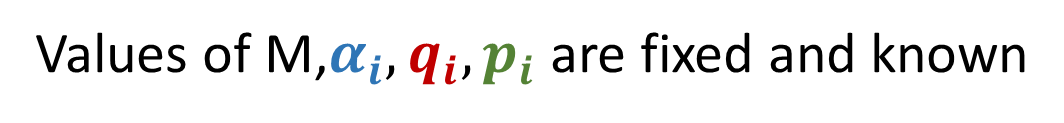 Values of M,αᵢ, qᵢ, pᵢ are fixed and known